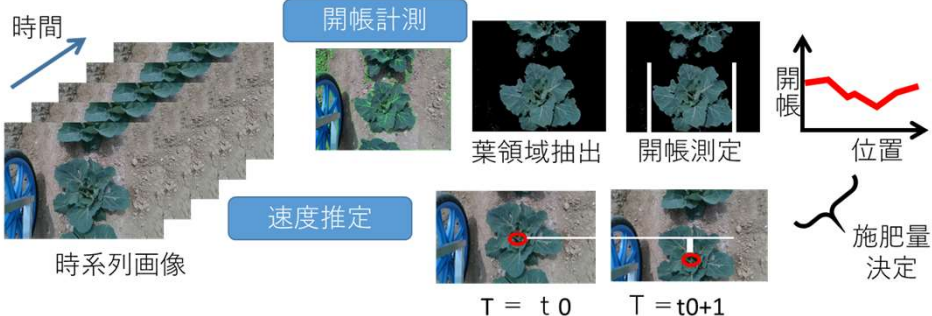 時間
時系列画像
開帳計測
葉領域抽出
開帳測定
開帳
位置
速度推定
T = t0
T =t0+1
施肥量
決定